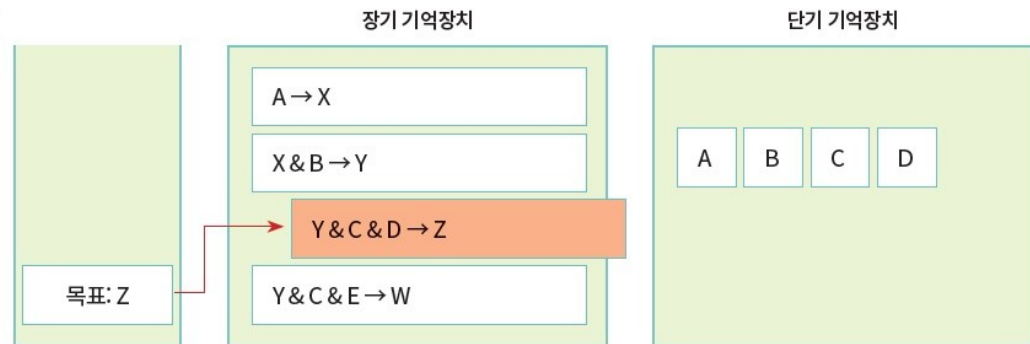 장기 기억장치
단기 기억장치
A → X
X & B → Y
Y & C & D → Z
Y & C & E → W
목표: Z
A B C D